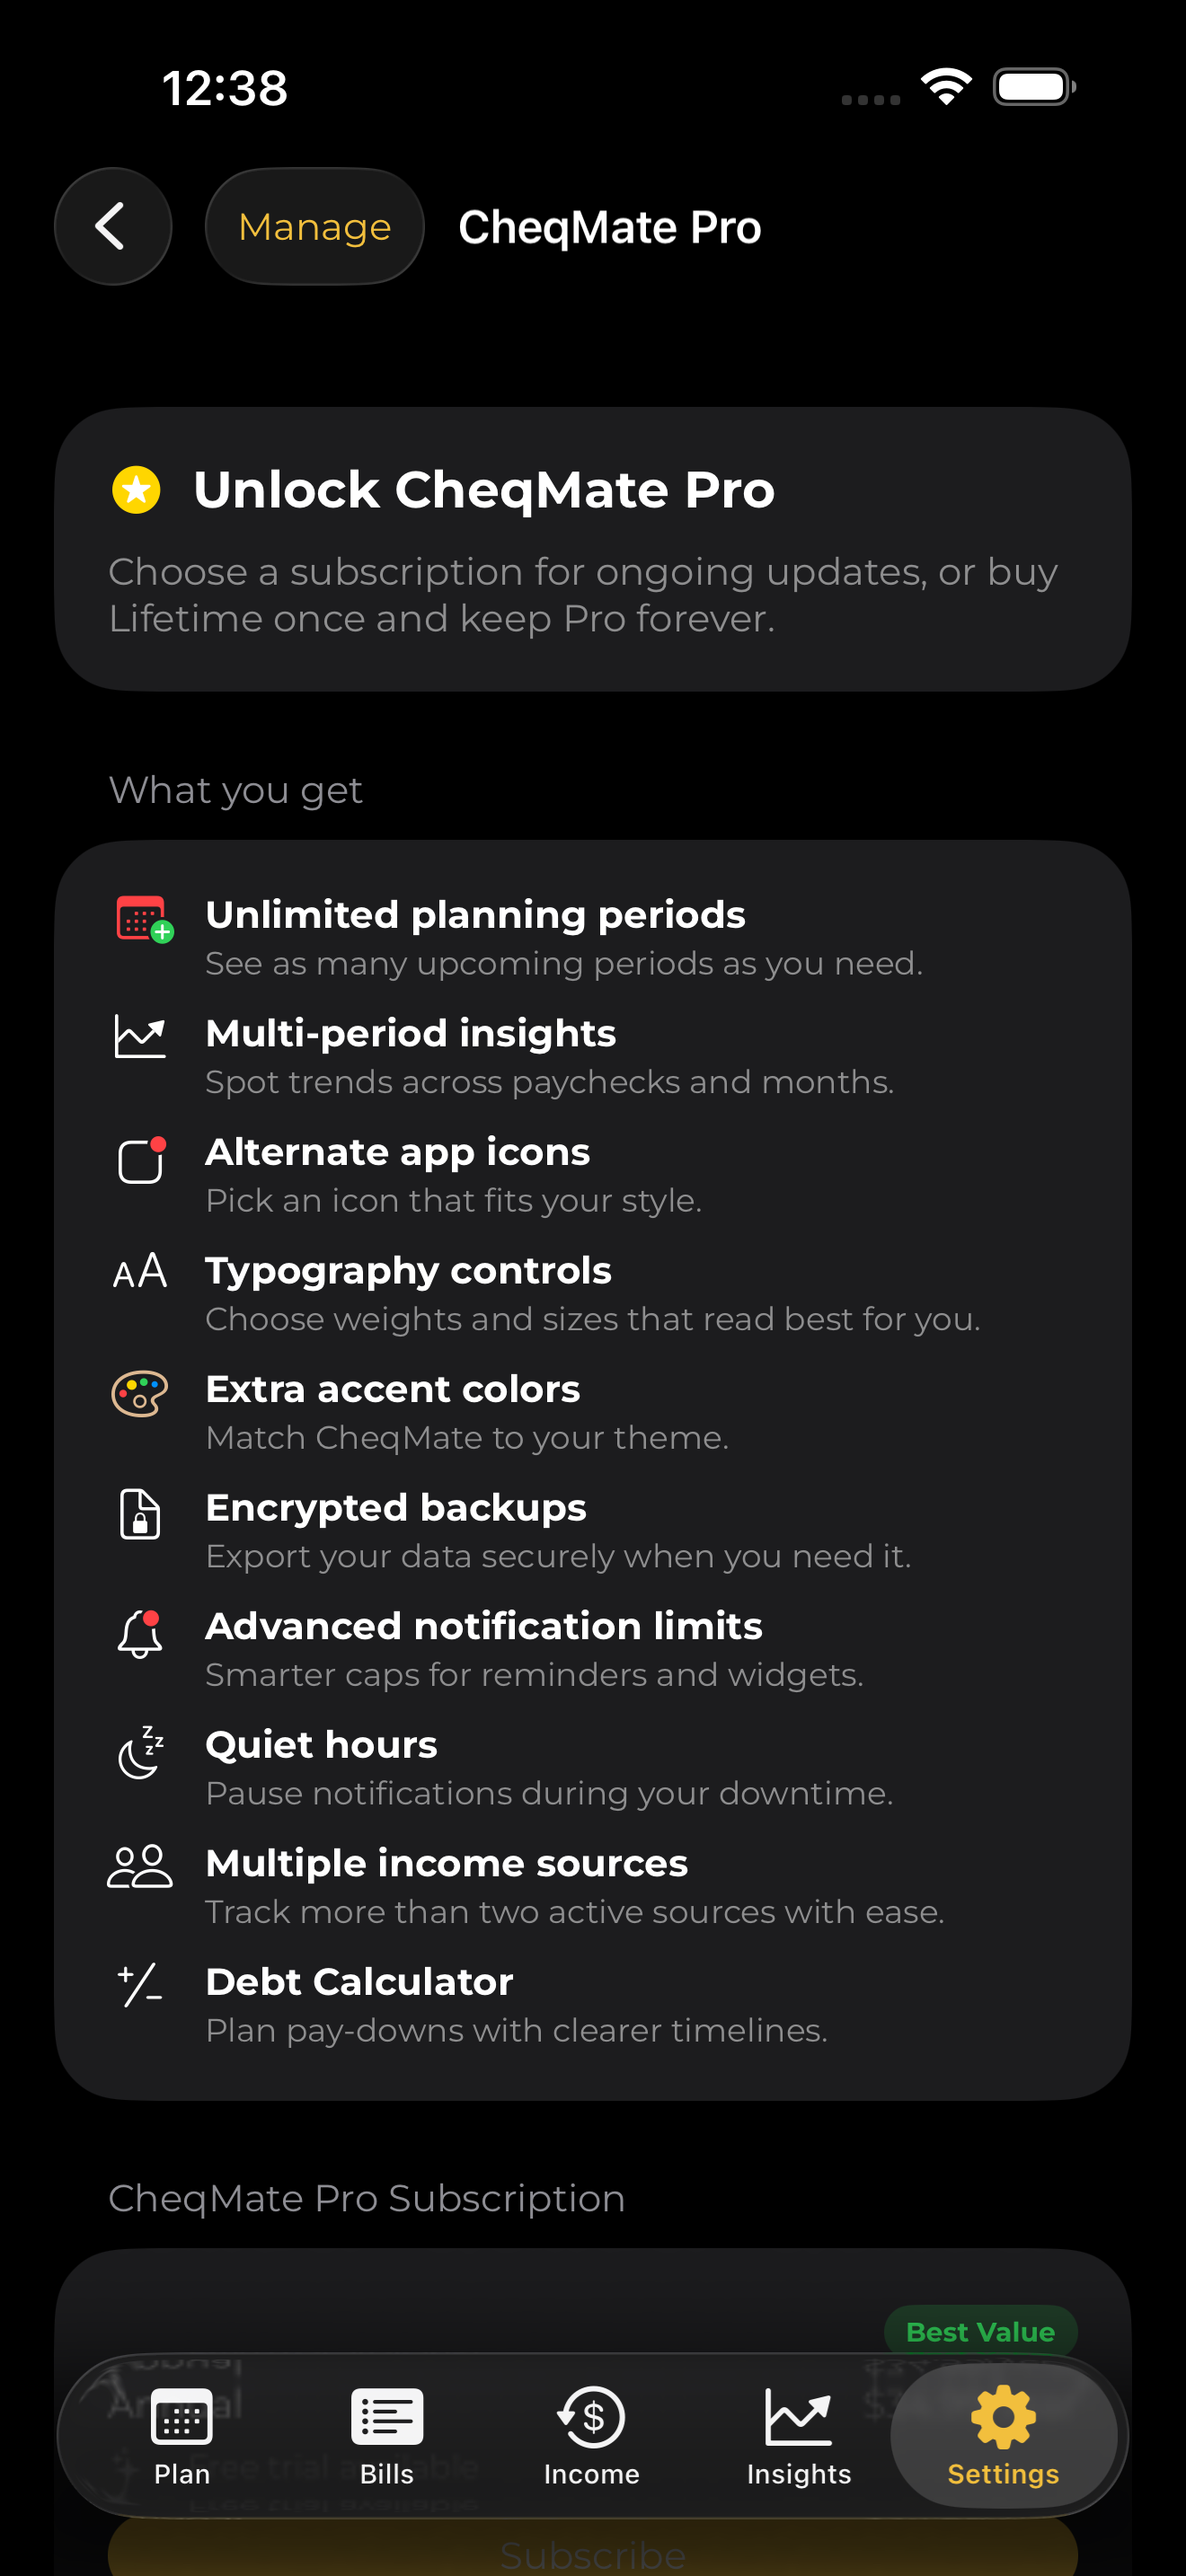 12:38
Manage
CheqMate Pro
Unlock CheqMate Pro
Choose a subscription for ongoing updates, or buy
Lifetime once and keep Pro forever.
What you get
Unlimited planning periods
See as many upcoming periods as you need.
Multi-period insights
Spot trends across paychecks and months.
Alternate app icons
Pick an icon that fits your style.
AA
Typography controls
Choose weights and sizes that read best for you.
Extra accent colors
Match CheqMate to your theme.
Encrypted backups
Export your data securely when you need it.
Advanced notification limits
Smarter caps for reminders and widgets.
zzz
Quiet hours
Pause notifications during your downtime.
Multiple income sources
Track more than two active sources with ease.
Debt Calculator
Plan pay-downs with clearer timelines.
CheqMate Pro Subscription
Best Value
Annual
Free trial available
Plan
Bills
Income
Insights
Settings
Subscribe